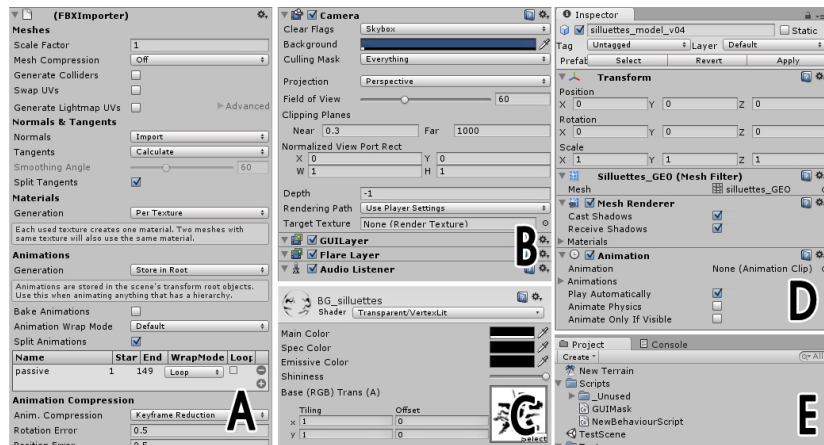 (FBXImporter)
Meshes
Scale Factor 1
Mesh Compression Off
Generate Colliders
Swap UVs
Generate Lightmap UVs Advanced
Normals & Tangents
Normals Import
Tangents Calculate
Smoothing Angle 60
Split Tangents
Materials
Generation Per Texture
Each used texture creates one material. Two meshes with
same texture will also use the same material.
Animations
Generation Store in Root
Animations are stored in the scene's transform root objects.
Use this when animating anything that has a hierarchy.
Bake Animations
Animation Wrap Mode Default
Split Animations
Name Star End WrapMode Loop
passive 1 149 Loop
Animation Compression
Anim. Compression Keyframe Reduction
Rotation Error 0.5
Position Error 0.5
A
Camera
Clear Flags Skybox
Background
Culling Mask Everything
Projection Perspective
Field of View 60
Clipping Planes
Near 0.3 Far 1000
Normalized View Port Rect
X 0 Y 0
W 1 H 1
Depth -1
Rendering Path Use Player Settings
Target Texture None (Render Texture)
GUILayer
Flare Layer
Audio Listener
B
BG_silluettes
Shader Transparent/VertexLit
Main Color
Spec Color
Emissive Color
Shininess
Base (RGB) Trans (A)
Tiling Offset
x 1 0
y 1 0
Select
C
Inspector
silluettes_model_v04 Static
Tag Untagged Layer Default
Prefab Select Revert Apply
Transform
Position
X 0 Y 0 Z 0
Rotation
X 0 Y 0 Z 0
Scale
X 1 Y 1 Z 1
Silluettes_GEO (Mesh Filter)
Mesh silluettes_GEO
Mesh Renderer
Cast Shadows
Receive Shadows
Materials
Animation
Animation None (Animation Clip)
Animations
Play Automatically
Animate Physics
Animate Only If Visible
D
Project Console
Create All
New Terrain
Scripts
_Unused
GUIMask
NewBehaviourScript
TestScene
E